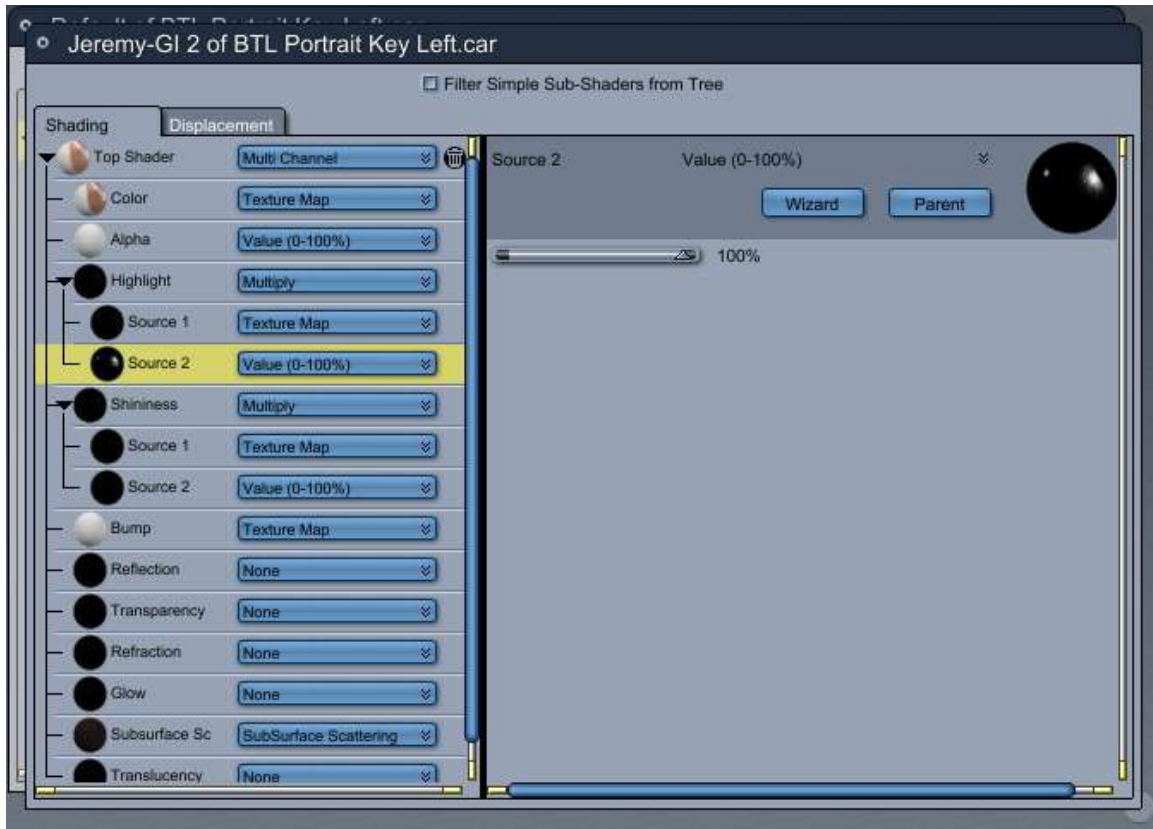 Jeremy-GI 2 of BTL Portrait Key Left.car
Filter Simple Sub-Shaders from Tree
Shading Displacement
Top Shader Multi Channel
Color Texture Map
Alpha Value (0-100%)
Highlight Multiply
Source 1 Texture Map
Source 2 Value (0-100%)
Shininess Multiply
Source 1 Texture Map
Source 2 Value (0-100%)
Bump Texture Map
Reflection None
Transparency None
Refraction None
Glow None
Subsurface Sc SubSurface Scattering
Translucency None
Source 2 Value (0-100%)
Wizard Parent
100%